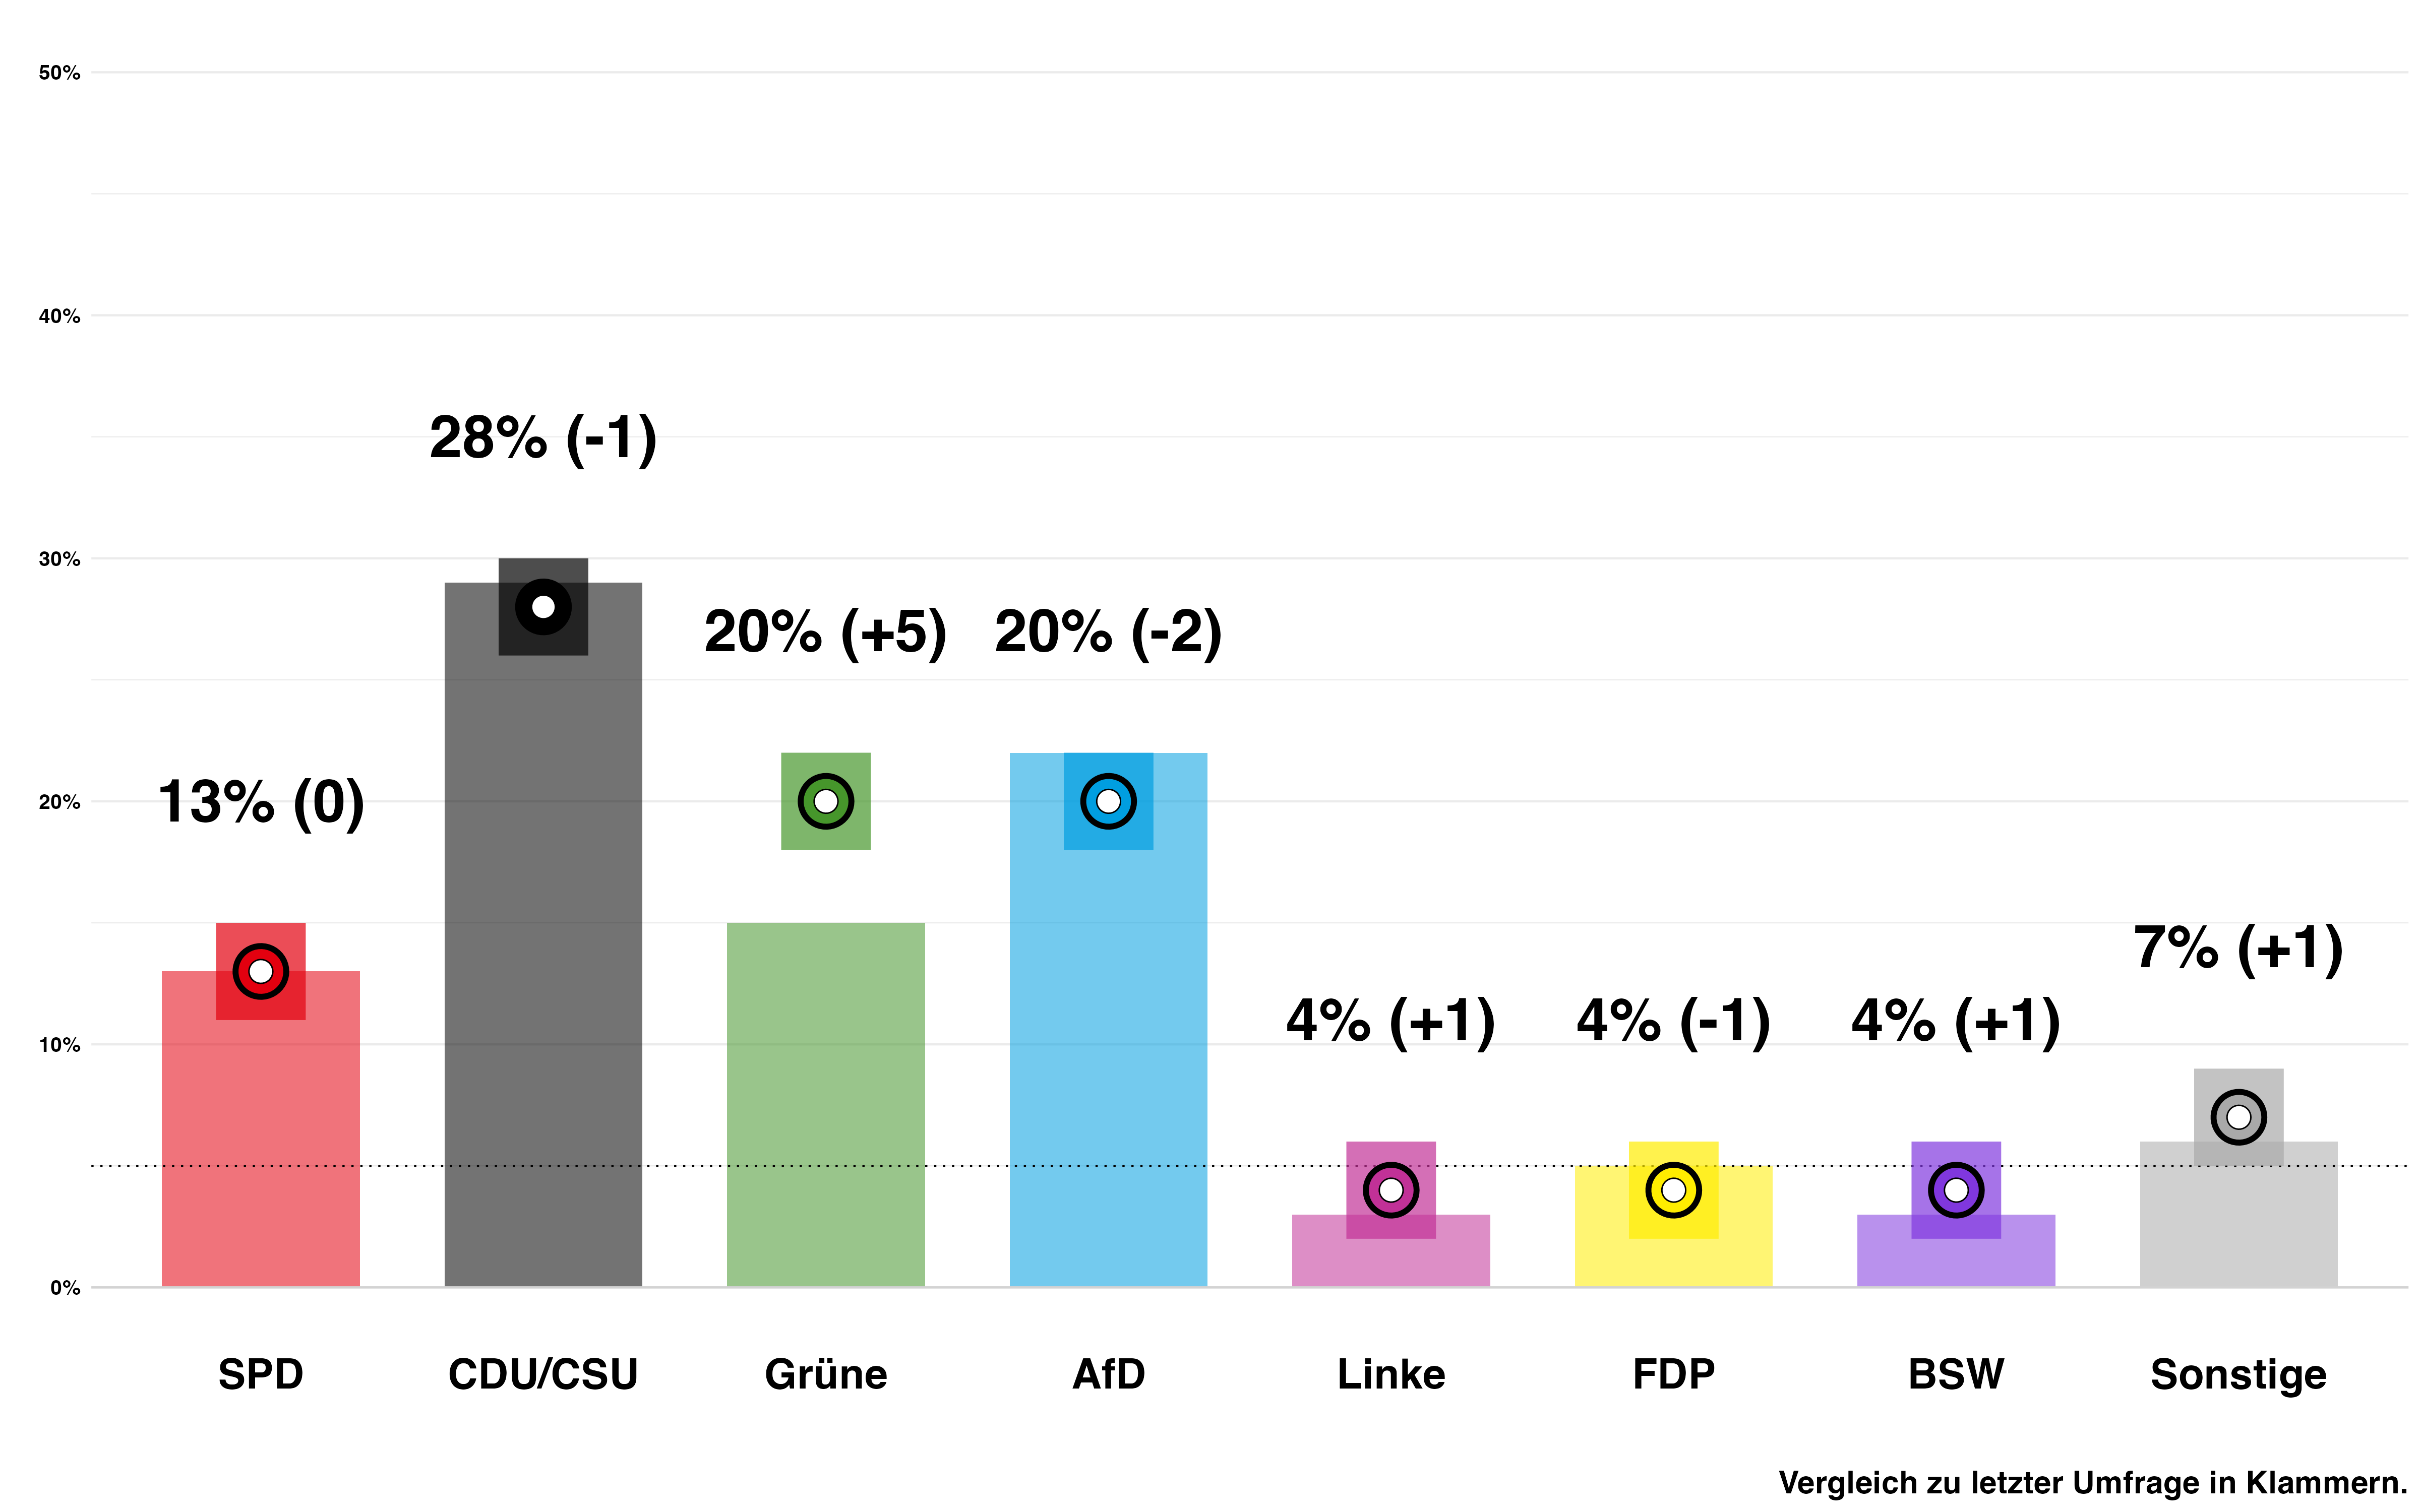 50%
40%
30%
20%
10%
0%
13% (0)
28% (-1)
20% (+5)
20% (-2)
4% (+1)
4% (-1)
4% (+1)
7% (+1)
SPD
CDU/CSU
Grüne
AfD
Linke
FDP
BSW
Sonstige
Vergleich zu letzter Umfrage in Klammern.